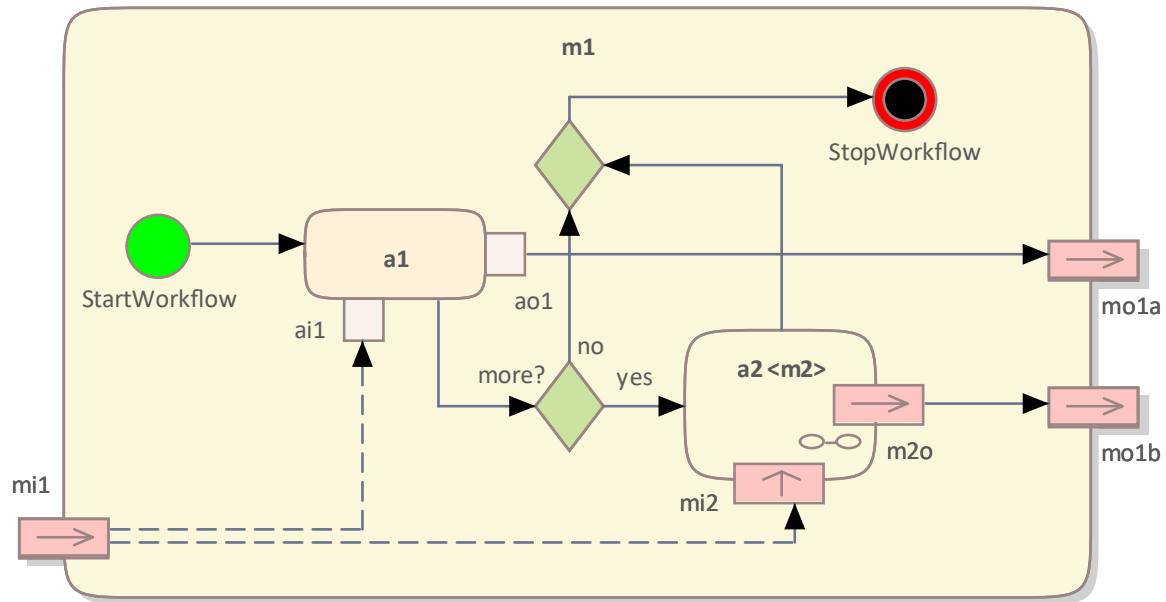 m1
StopWorkflow
a1
StartWorkflow
ao1
mo1a
ai1
no
more?
yes
a2 <m2>
m2o
mo1b
mi1
mi2